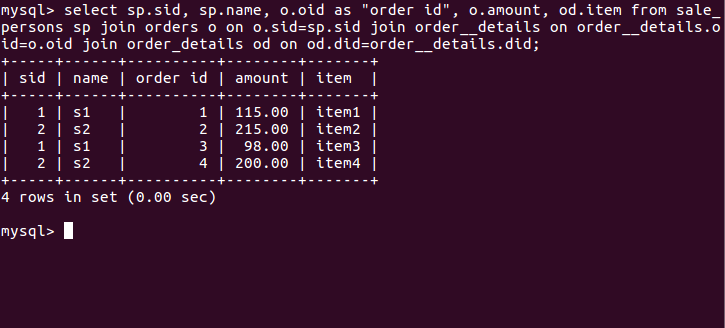 mysql> select sp.sid, sp.name, o.oid as "order id", o.amount, od.item from sale_
persons sp join orders o on o.sid=sp.sid join order__details on order__details.o
id=o.oid join order_details od on od.did=order__details.did;
+-----+------+----------+--------+-------+
| sid | name | order id | amount | item  |
+-----+------+----------+--------+-------+
|   1 | s1   |        1 | 115.00 | item1 |
|   2 | s2   |        2 | 215.00 | item2 |
|   1 | s1   |        3 |  98.00 | item3 |
|   2 | s2   |        4 | 200.00 | item4 |
+-----+------+----------+--------+-------+
4 rows in set (0.00 sec)
mysql>